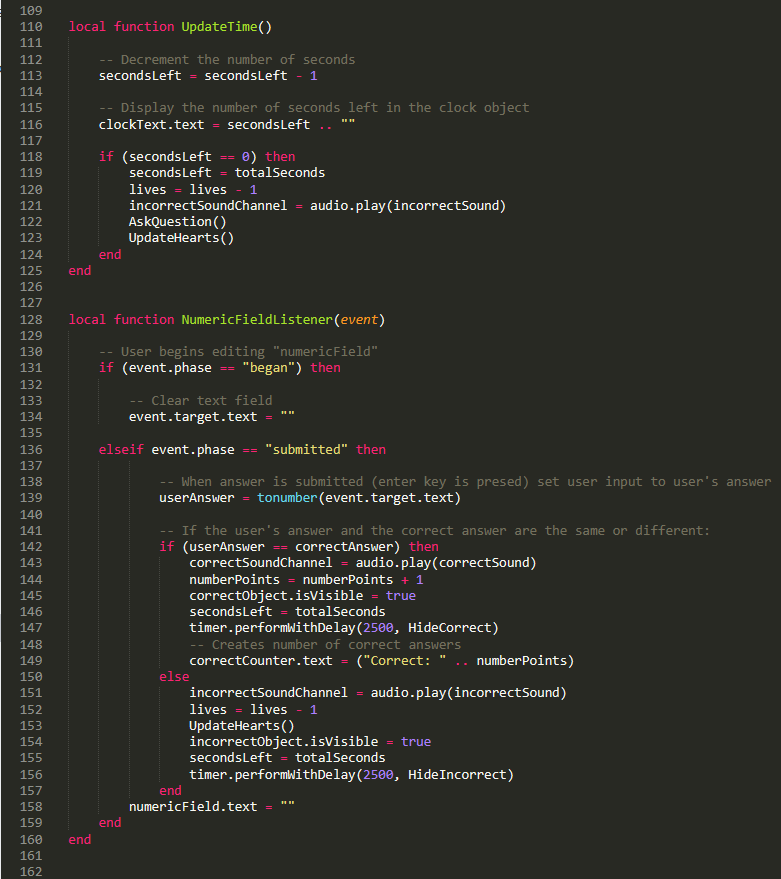 109
110 local function UpdateTime()
111
112 -- Decrement the number of seconds
113 secondsLeft = secondsLeft - 1
114
115 -- Display the number of seconds left in the clock object
116 clockText.text = secondsLeft .. ""
117
118 if (secondsLeft == 0) then
119 secondsLeft = totalSeconds
120 lives = lives - 1
121 incorrectSoundChannel = audio.play(incorrectSound)
122 AskQuestion()
123 UpdateHearts()
124 end
125 end
126
127
128 local function NumericFieldListener(event)
129
130 -- User begins editing "numericField"
131 if (event.phase == "began") then
132
133 -- Clear text field
134 event.target.text = ""
135
136 elseif event.phase == "submitted" then
137
138 -- When answer is submitted (enter key is presed) set user input to user's answer
139 userAnswer = tonumber(event.target.text)
140
141 -- If the user's answer and the correct answer are the same or different:
142 if (userAnswer == correctAnswer) then
143 correctSoundChannel = audio.play(correctSound)
144 numberPoints = numberPoints + 1
145 correctObject.isVisible = true
146 secondsLeft = totalSeconds
147 timer.performWithDelay(2500, HideCorrect)
148 -- Creates number of correct answers
149 correctCounter.text = ("Correct: " .. numberPoints)
150 else
151 incorrectSoundChannel = audio.play(incorrectSound)
152 lives = lives - 1
153 UpdateHearts()
154 incorrectObject.isVisible = true
155 secondsLeft = totalSeconds
156 timer.performWithDelay(2500, HideIncorrect)
157 end
158 numericField.text = ""
159 end
160 end
161
162